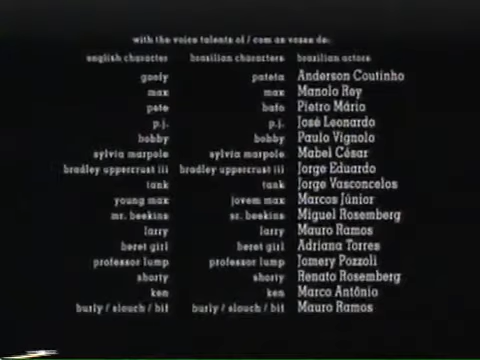 with the voice talents of / com as vozes de:
english character brazilian characters brazilian actors
goofy pateta Anderson Coutinho
max max Manolo Rey
pete bafo Pietro Mário
p.j. p.j. José Leonardo
bobby bobby Paulo Vignolo
sylvia marpole sylvia marpole Mabel César
bradley uppercrust iii bradley uppercrust iii Jorge Eduardo
tank tank Jorge Vasconcelos
young max jovem max Marcos Júnior
mr. beekins sr. beekins Miguel Rosemberg
larry larry Mauro Ramos
beret girl beret girl Adriana Torres
professor lump professor lump Jomery Pozzoli
shorty shorty Renato Rosemberg
ken ken Marco Antônio
burly / slouch / bit burly / slouch / bit Mauro Ramos